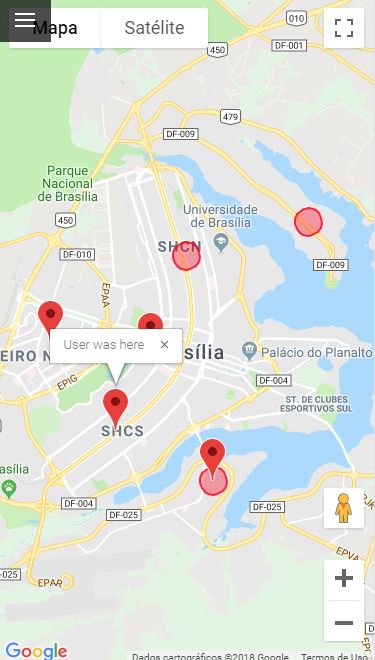 Mapa
Satélite
010
DF-001
479
DF-009
Parque
Nacional
de Brasília
450
Universidade
de Brasília
SHCN
DF-010
DF-009
EPAA
User was here
EIRO N
sília
Palácio do Planalto
EPIG
DF-004
ST. DE CLUBES
ESPORTIVOS SUL
SHCS
asília
DF-004
DF-025
DF-025
PJK
EPVA
-025
EPAR
Google
Dados cartográficos ©2018 Google
Termos de Uso